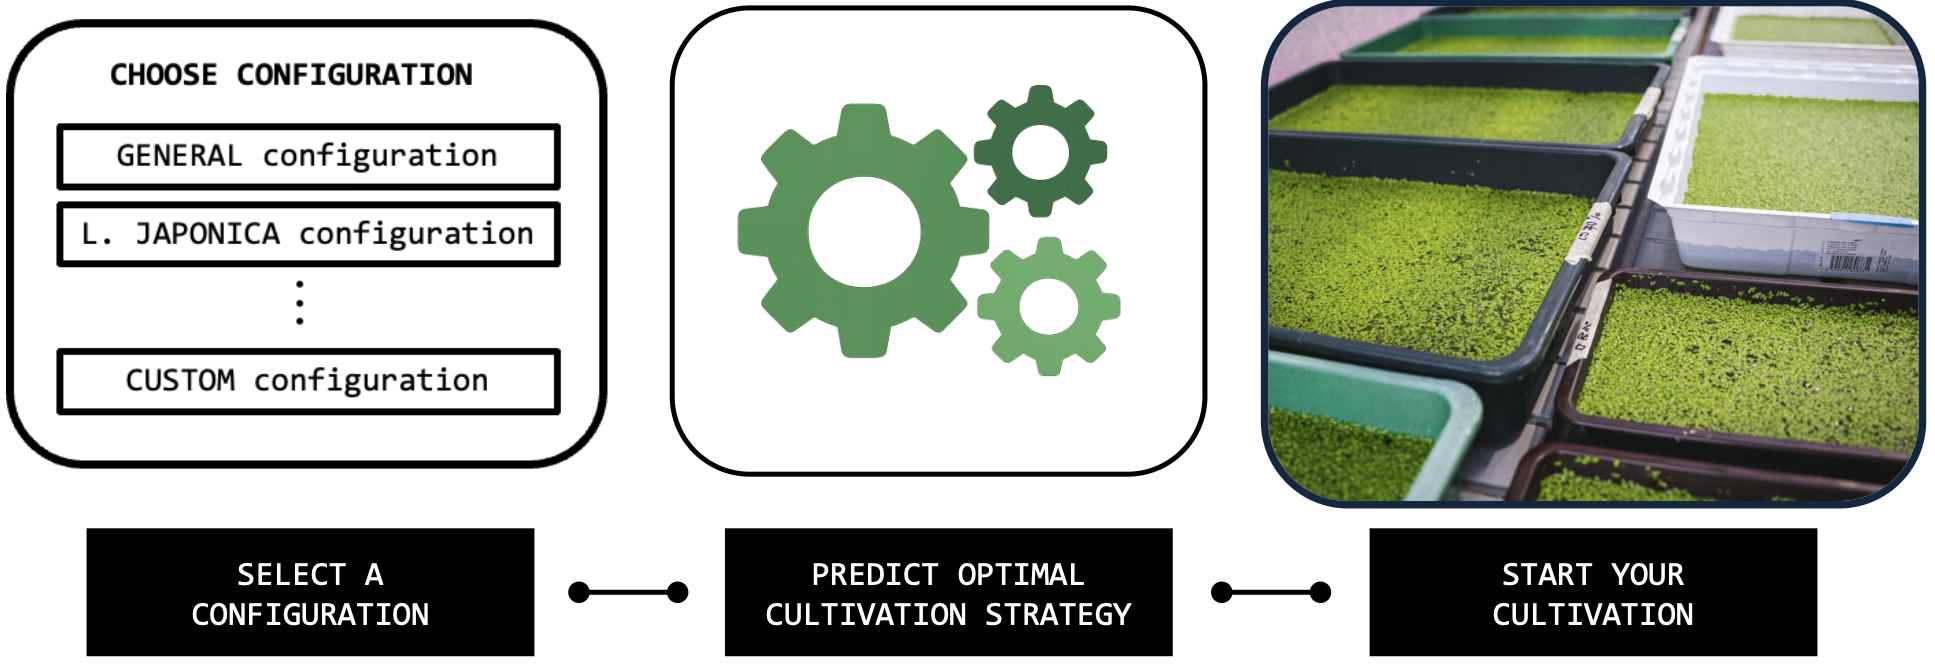 CHOOSE CONFIGURATION
GENERAL configuration
L. JAPONICA configuration
CUSTOM configuration
SELECT A
CONFIGURATION
PREDICT OPTIMAL
CULTIVATION STRATEGY
START YOUR
CULTIVATION